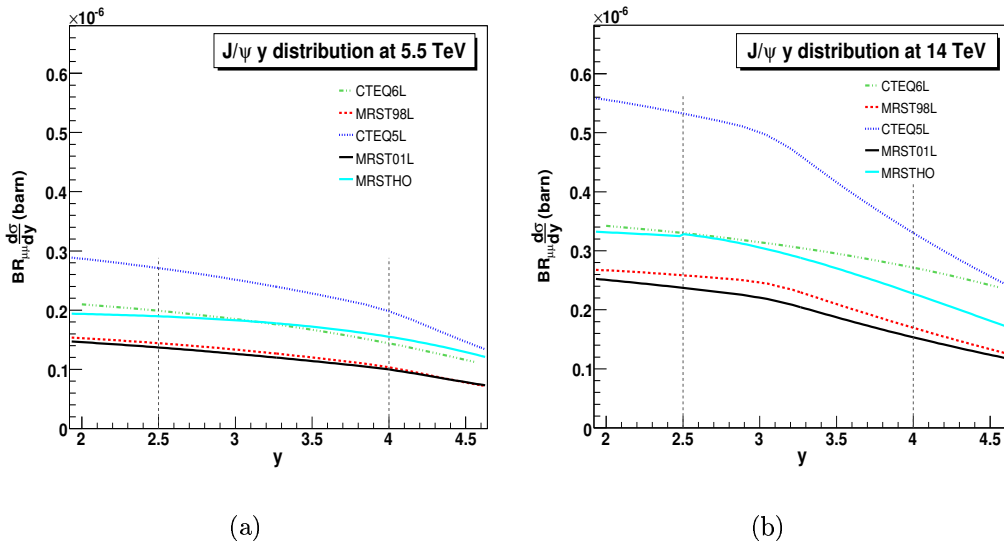 ×10⁻⁶
J/ψ y distribution at 5.5 TeV
CTEQ6L
MRST98L
CTEQ5L
MRST01L
MRSTHO
BR_μμ dσ/dy (barn)
0.6
0.5
0.4
0.3
0.2
0.1
0
2 2.5 3 3.5 4 4.5
y
(a)
×10⁻⁶
J/ψ y distribution at 14 TeV
CTEQ6L
MRST98L
CTEQ5L
MRST01L
MRSTHO
BR_μμ dσ/dy (barn)
0.6
0.5
0.4
0.3
0.2
0.1
0
2 2.5 3 3.5 4 4.5
y
(b)